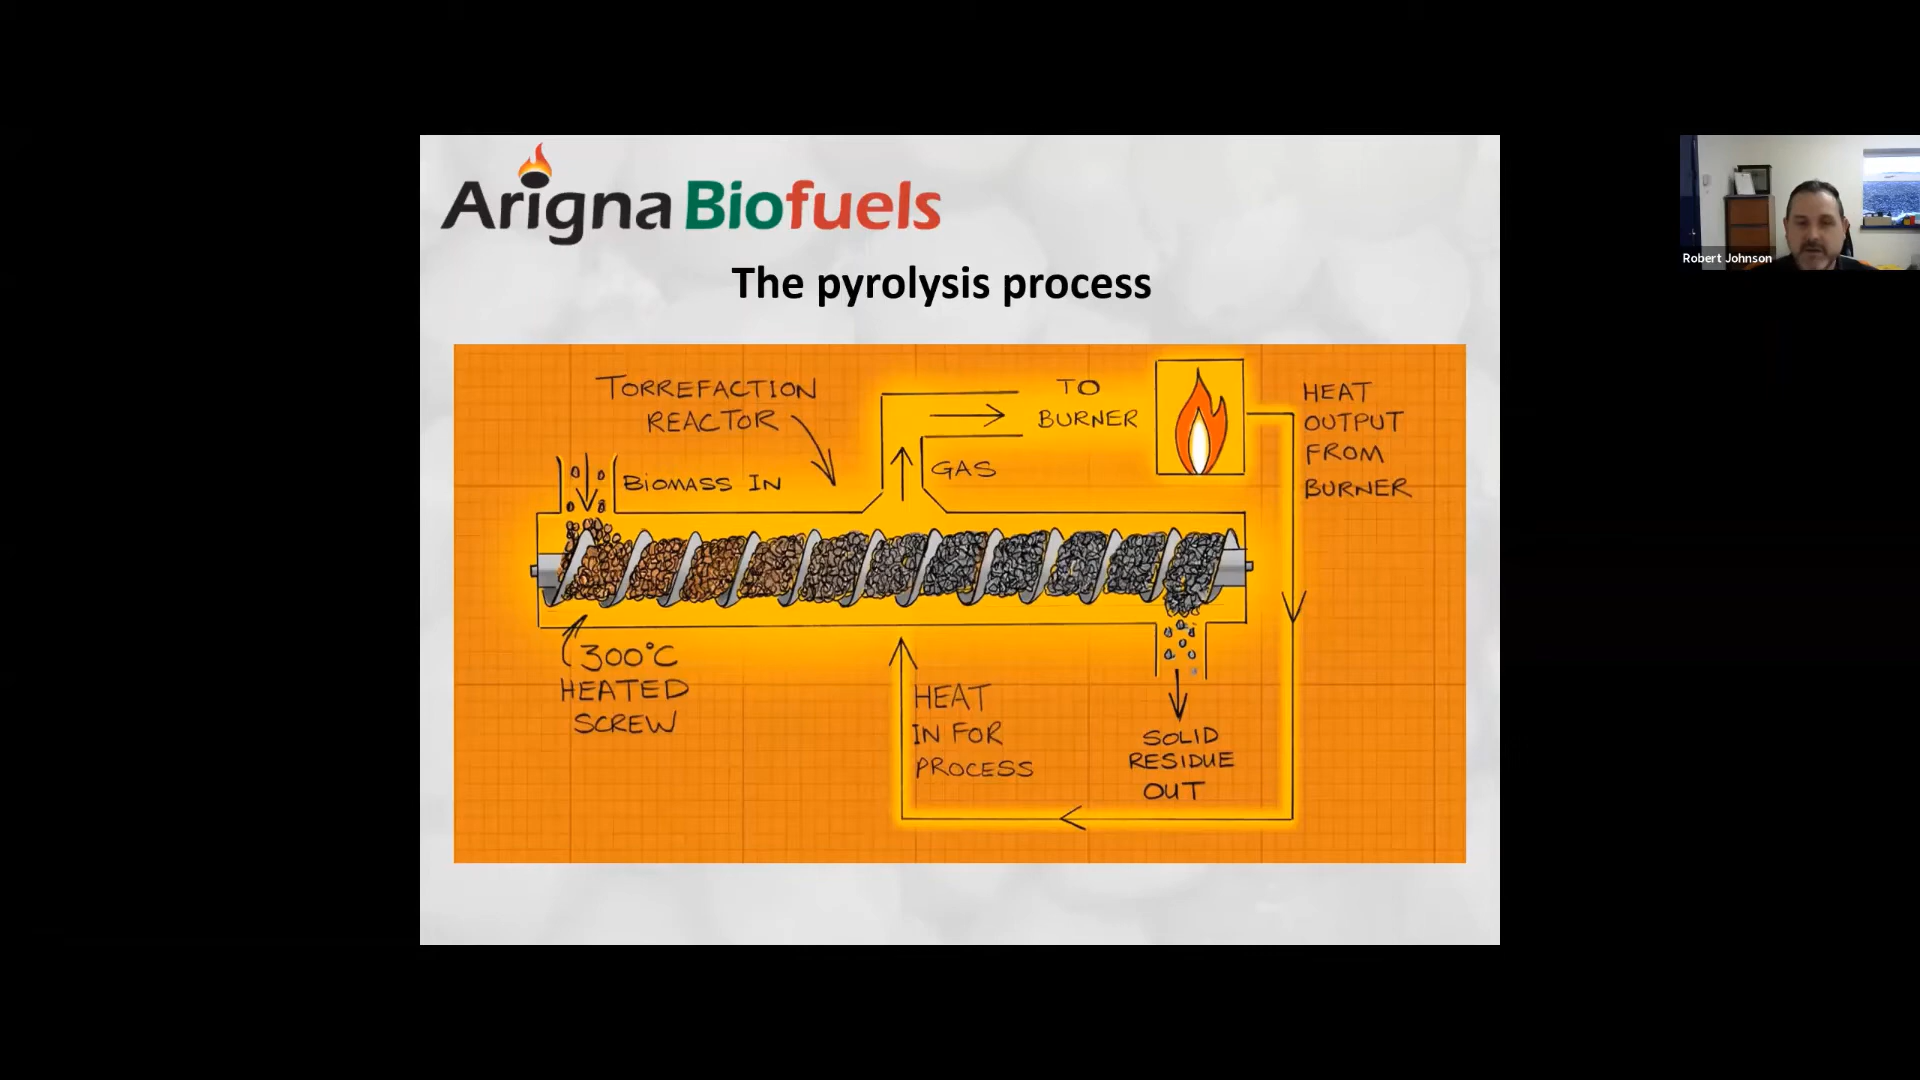 Arigna Biofuels
The pyrolysis process
TORREFACTION
REACTOR
BIOMASS IN
GAS
TO
BURNER
HEAT
OUTPUT
FROM
BURNER
300°C
HEATED
SCREW
HEAT
IN FOR
PROCESS
SOLID
RESIDUE
OUT
Robert Johnson